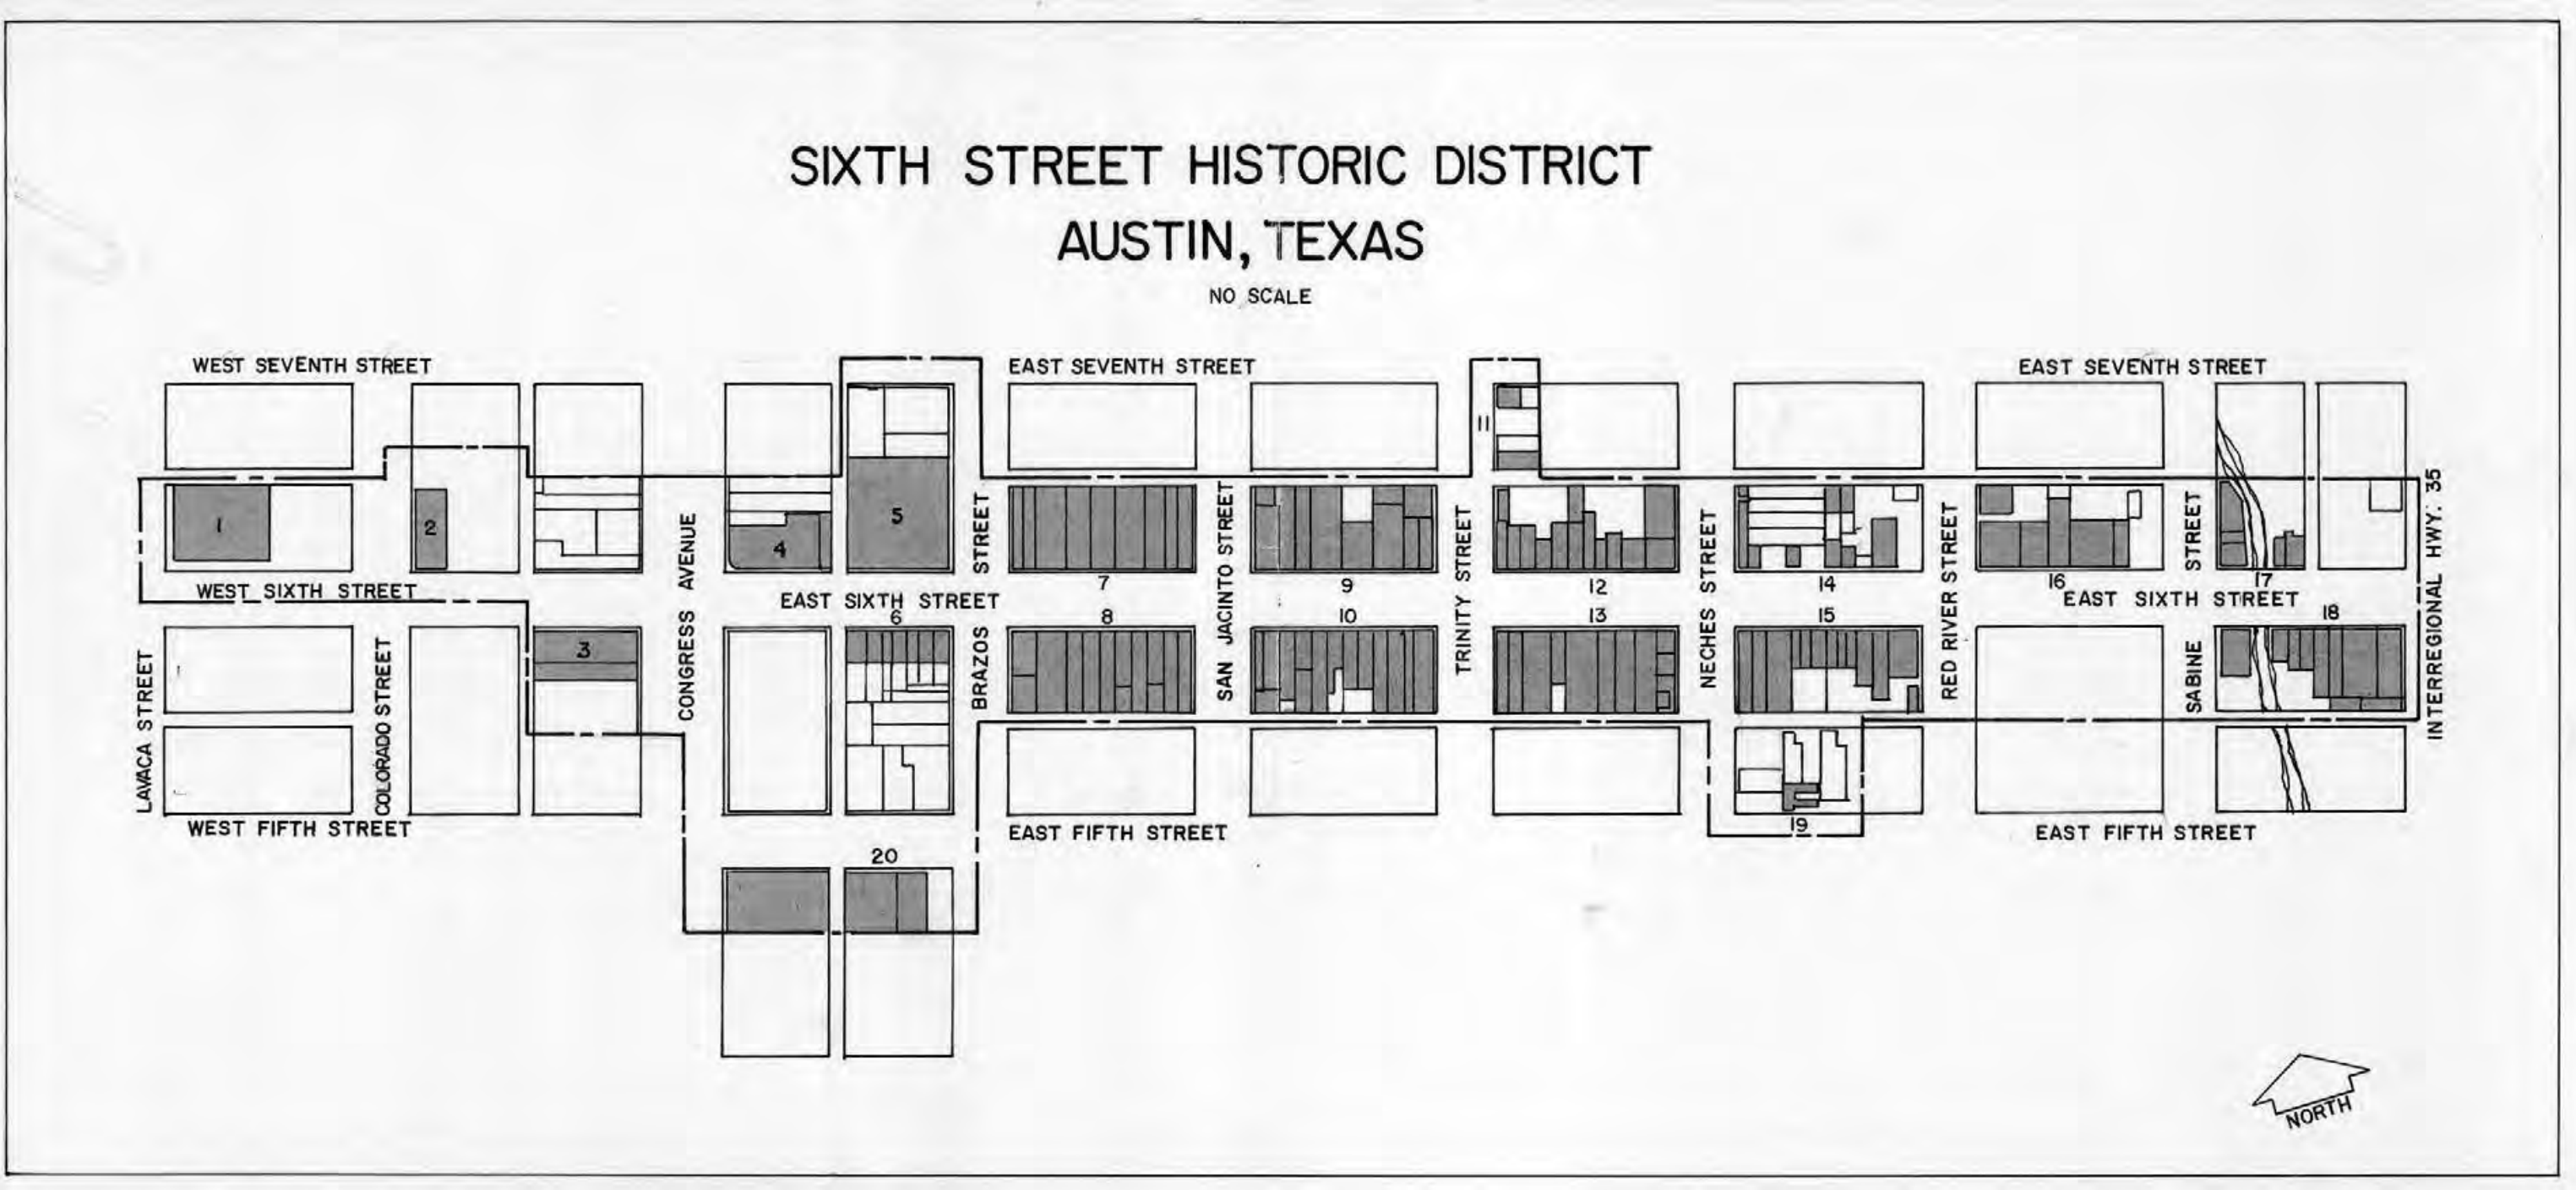 SIXTH STREET HISTORIC DISTRICT
AUSTIN, TEXAS
NO SCALE
WEST SEVENTH STREET
EAST SEVENTH STREET
EAST SEVENTH STREET
11
1
2
4
5
7
9
12
14
16
17
WEST SIXTH STREET
EAST SIXTH STREET
EAST SIXTH STREET
3
6
8
10
13
15
18
LAVACA STREET
COLORADO STREET
CONGRESS AVENUE
BRAZOS STREET
SAN JACINTO STREET
TRINITY STREET
NECHES STREET
RED RIVER STREET
SABINE STREET
INTERREGIONAL HWY. 35
WEST FIFTH STREET
EAST FIFTH STREET
19
EAST FIFTH STREET
20
NORTH